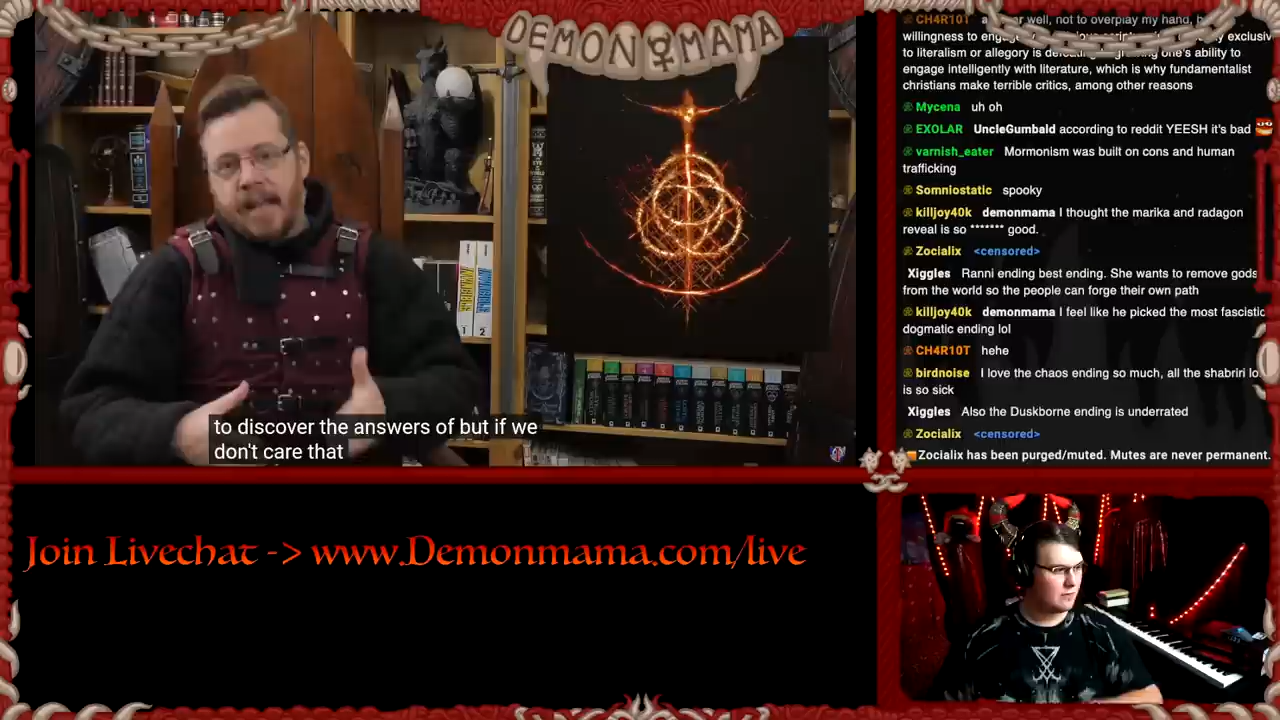 DEMON MAMA
CH4R10T
willingness to
exclusiv
to literalism or allegory is
one's ability to
engage intelligently with literature, which is why fundamentalist
christians make terrible critics, among other reasons
Mycena uh oh
EXOLAR UncleGumbald according to reddit YEESH it's bad
varnish_eater Mormonism was built on cons and human
trafficking
Somniostatic spooky
killjoy40k demonmama I thought the marika and radagon
reveal is so ******* good.
Zocialix <censored>
Xiggles Ranni ending best ending. She wants to remove gods
from the world so the people can forge their own path
killjoy40k demonmama I feel like he picked the most fascistic
dogmatic ending lol
CH4R10T hehe
birdnoise I love the chaos ending so much, all the shabriri lo
is so sick
Xiggles Also the Duskborne ending is underrated
Zocialix <censored>
Zocialix has been purged/muted. Mutes are never permanent.
to discover the answers of but if we
don't care that
Join Livechat -> www.Demonmama.com/live